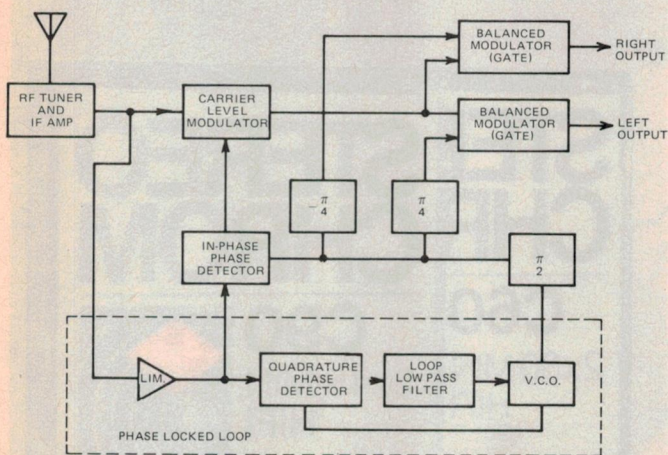 BALANCED
MODULATOR
(GATE)
RIGHT
OUTPUT
RF TUNER
AND
IF AMP
CARRIER
LEVEL
MODULATOR
BALANCED
MODULATOR
(GATE)
LEFT
OUTPUT
- π
4
π
4
IN-PHASE
PHASE
DETECTOR
π
2
LIM.
QUADRATURE
PHASE
DETECTOR
LOOP
LOW PASS
FILTER
V.C.O.
PHASE LOCKED LOOP